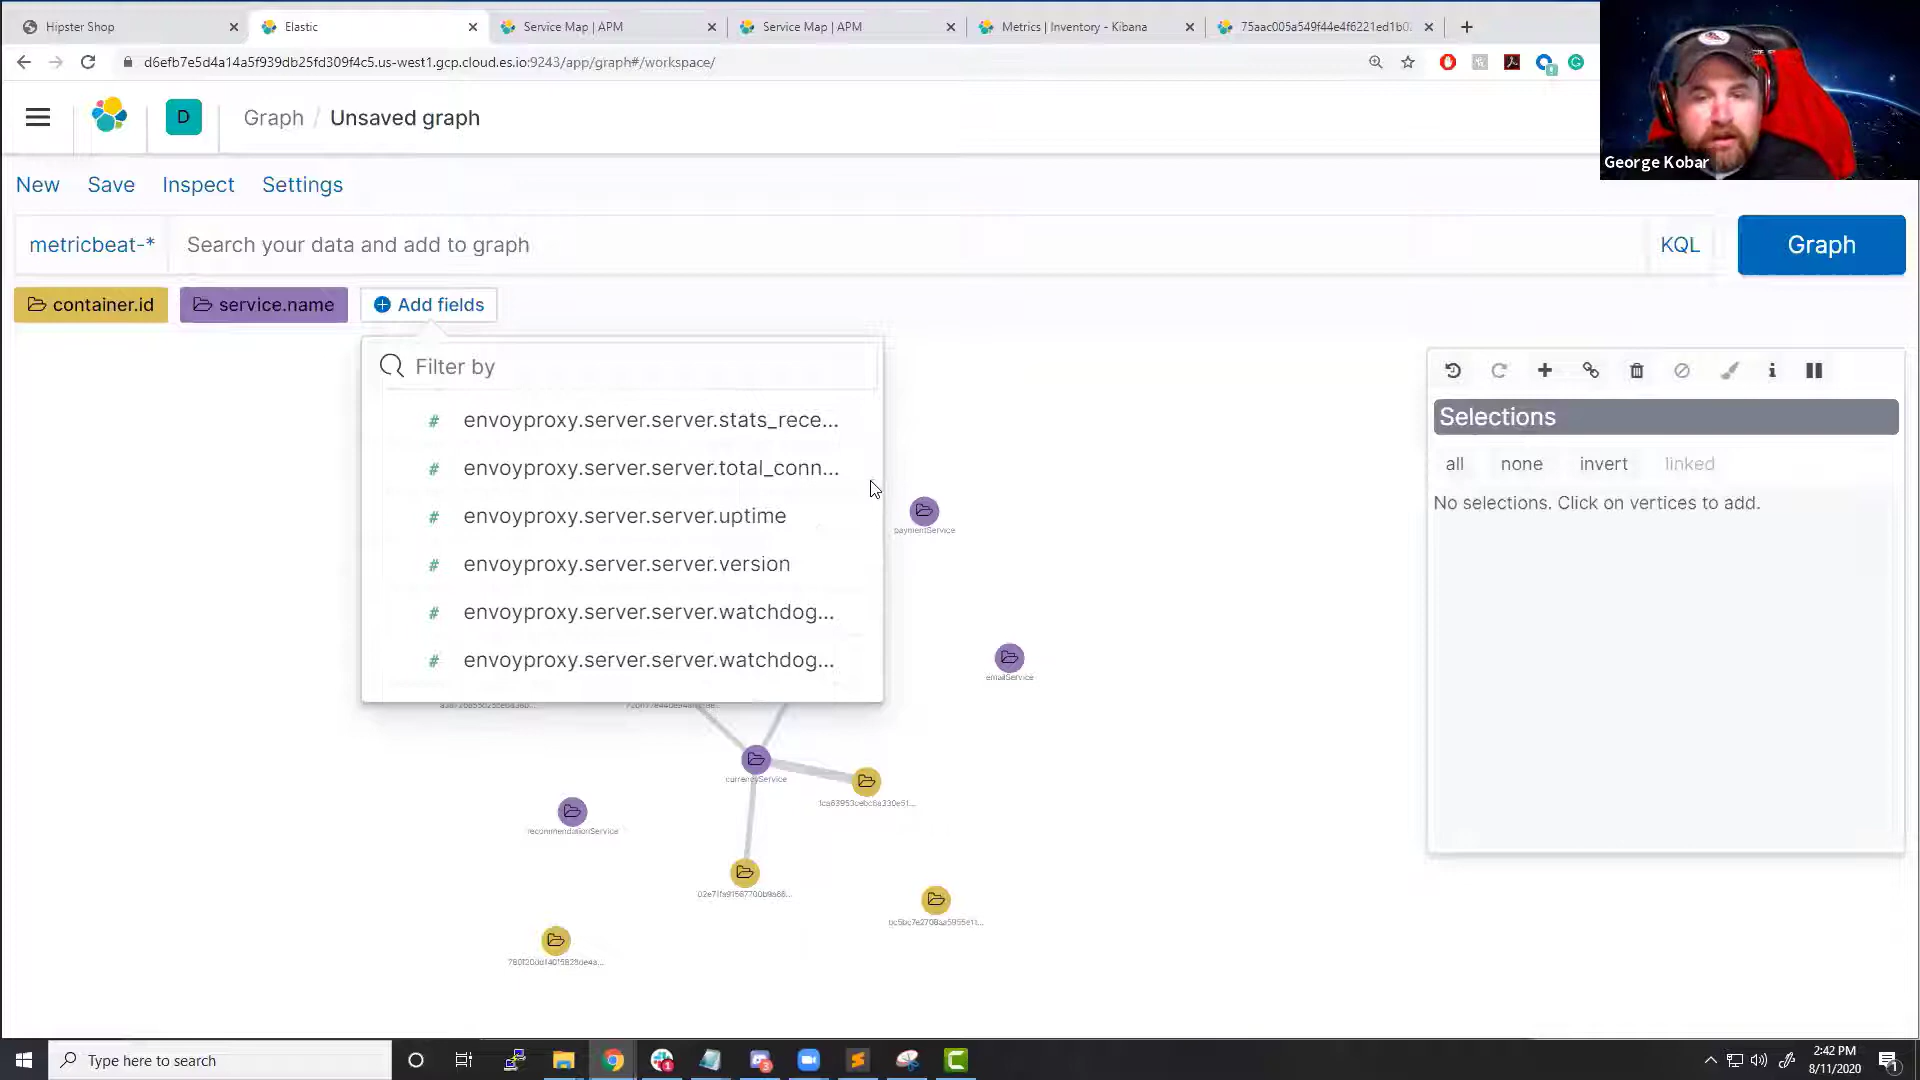 Hipster Shop
Elastic
Service Map | APM
Service Map | APM
Metrics | Inventory - Kibana
75aac005a549f44e4f6221ed1b0
d6efb7e5d4a14a5f939db25fd309f4c5.us-west1.gcp.cloud.es.io:9243/app/graph#/workspace/
George Kobar
D
Graph / Unsaved graph
New Save Inspect Settings
metricbeat-*
Search your data and add to graph
KQL
Graph
container.id
service.name
Add fields
Filter by
# envoyproxy.server.server.stats_rece...
# envoyproxy.server.server.total_conn...
# envoyproxy.server.server.uptime
# envoyproxy.server.server.version
# envoyproxy.server.server.watchdog...
# envoyproxy.server.server.watchdog...
Selections
all none invert linked
No selections. Click on vertices to add.
paymentService
emailService
currencyService
recommendationService
Type here to search
2:42 PM
8/11/2020